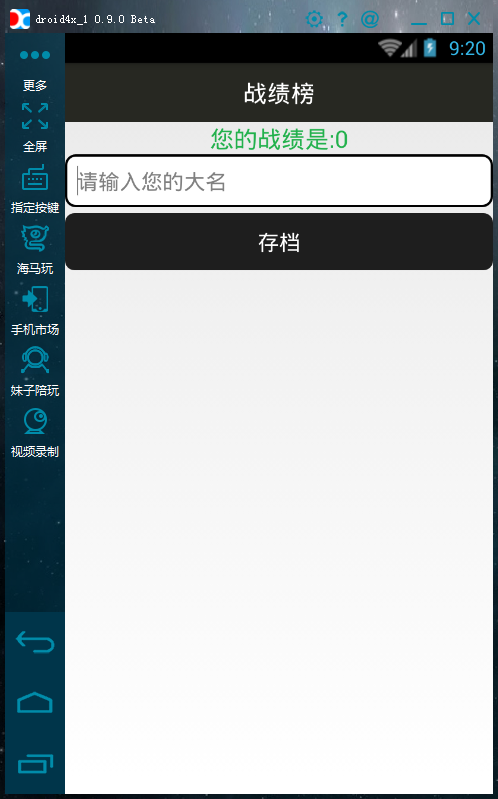 droid4x_1 0.9.0 Beta
更多
全屏
指定按键
海马玩
手机市场
妹子陪玩
视频录制
9:20
战绩榜
您的战绩是:0
请输入您的大名
存档